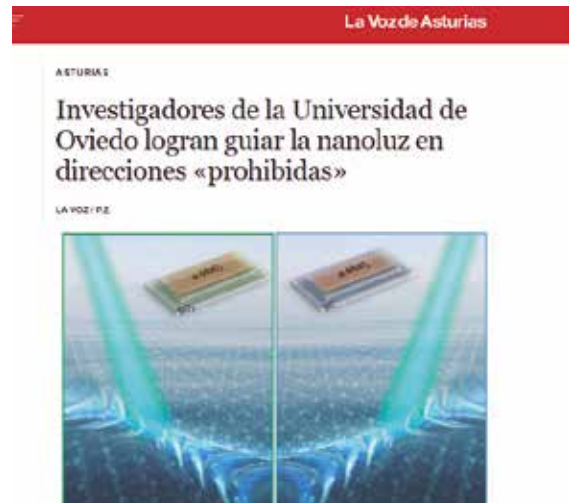 La Voz de Asturias
ASTURIAS
Investigadores de la Universidad de
Oviedo logran guiar la nanoluz en
direcciones «prohibidas»
LA VOZ / P.E.